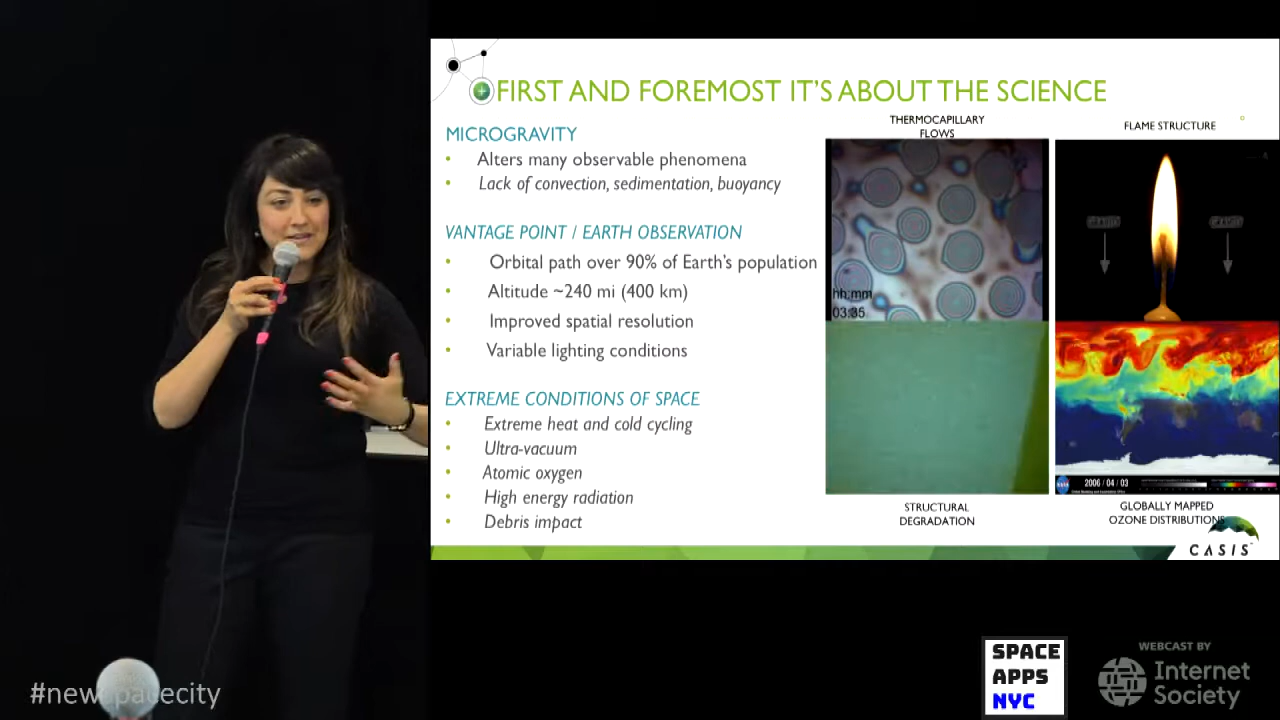 FIRST AND FOREMOST IT'S ABOUT THE SCIENCE
MICROGRAVITY
• Alters many observable phenomena
• Lack of convection, sedimentation, buoyancy
VANTAGE POINT / EARTH OBSERVATION
• Orbital path over 90% of Earth's population
• Altitude ~240 mi (400 km)
• Improved spatial resolution
• Variable lighting conditions
EXTREME CONDITIONS OF SPACE
• Extreme heat and cold cycling
• Ultra-vacuum
• Atomic oxygen
• High energy radiation
• Debris impact
THERMOCAPILLARY
FLOWS
hh:mm
03:35
FLAME STRUCTURE
STRUCTURAL
DEGRADATION
NASA
2006 / 04 / 03
GLOBALLY MAPPED
OZONE DISTRIBUTIONS
CASIS
#newspacecity
SPACE
APPS
NYC
WEBCAST BY
Internet
Society